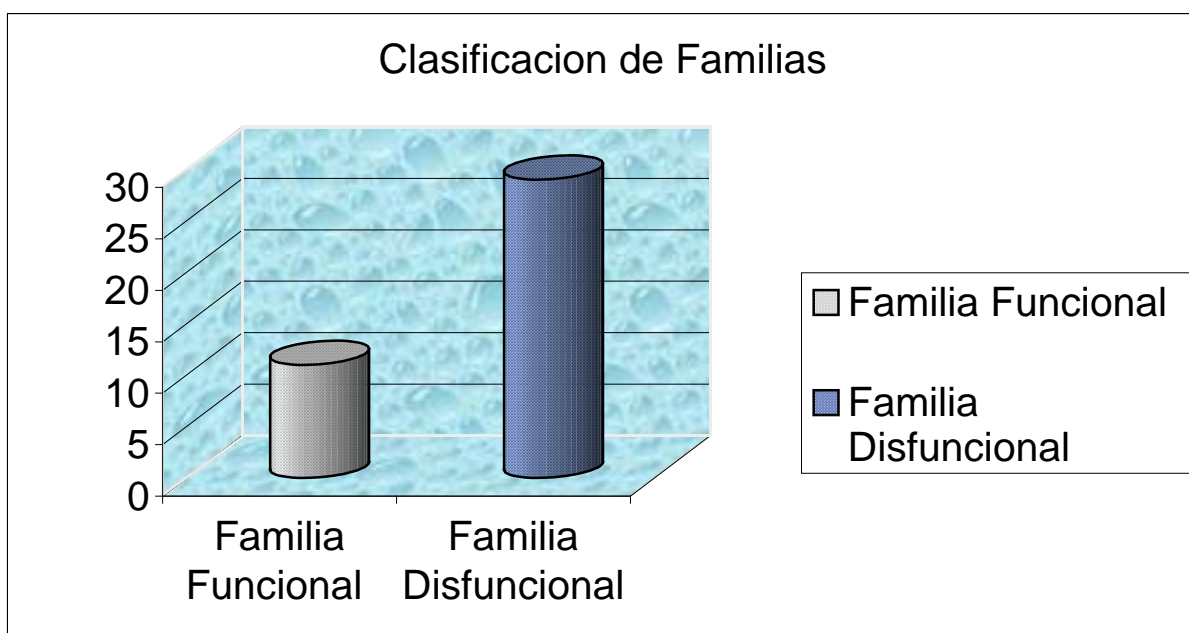 Clasificacion de Familias
30
25
20
15
10
5
0
Familia
Funcional
Familia
Disfuncional
Familia Funcional
Familia
Disfuncional